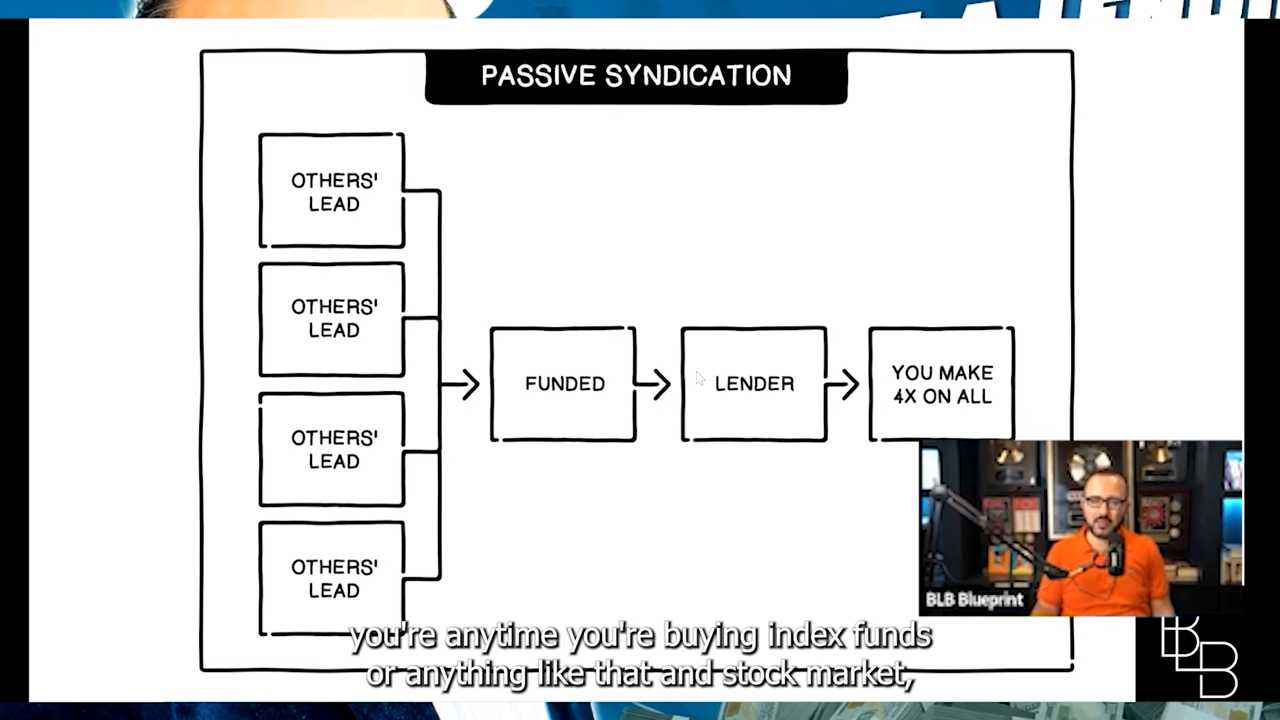 PASSIVE SYNDICATION
OTHERS'
LEAD
OTHERS'
LEAD
OTHERS'
LEAD
OTHERS'
LEAD
FUNDED
LENDER
YOU MAKE
4X ON ALL
BLB Blueprint
you're anytime you're buying index funds
or anything like that and stock market,
BLB